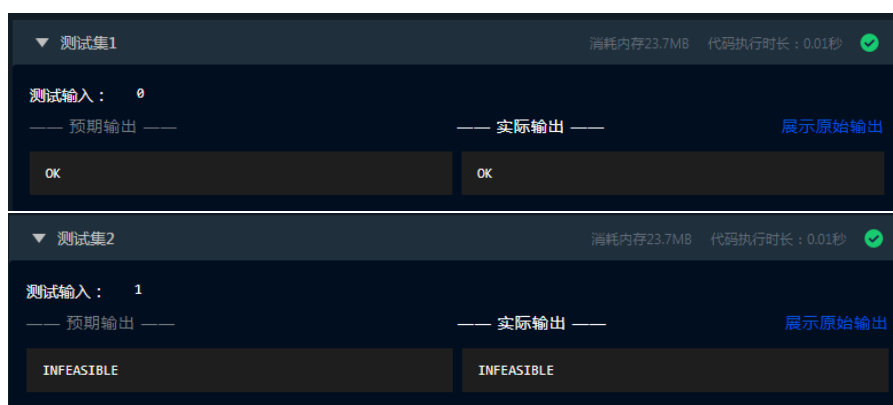 ▼ 测试集1 消耗内存23.7MB 代码执行时长：0.01秒
测试输入： 0
—— 预期输出 —— —— 实际输出 —— 展示原始输出
OK OK
▼ 测试集2 消耗内存23.7MB 代码执行时长：0.01秒
测试输入： 1
—— 预期输出 —— —— 实际输出 —— 展示原始输出
INFEASIBLE INFEASIBLE